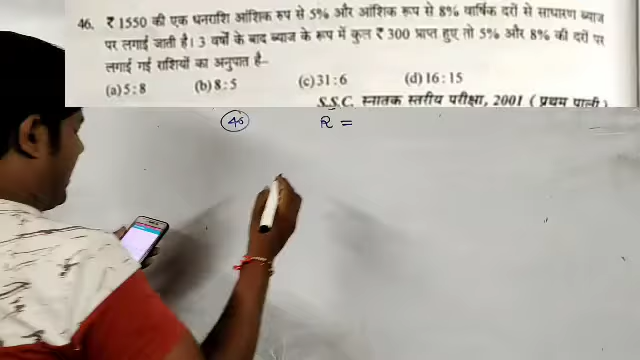 46. ₹ 1550 की एक धनराशि आंशिक रुप से 5% और आंशिक रूप से 8% वार्षिक दरों से साधारण ब्याज
पर लगाई जाती है। 3 वर्षों के बाद ब्याज के रूप में कुल ₹ 300 प्राप्त हुए तो 5% और 8% की दरों पर
लगाई गई राशियों का अनुपात है–
(a) 5 : 8 (b) 8 : 5 (c) 31 : 6 (d) 16 : 15
S.S.C. स्नातक स्तरीय परीक्षा, 2001 (प्रथम पाली)
46 R =